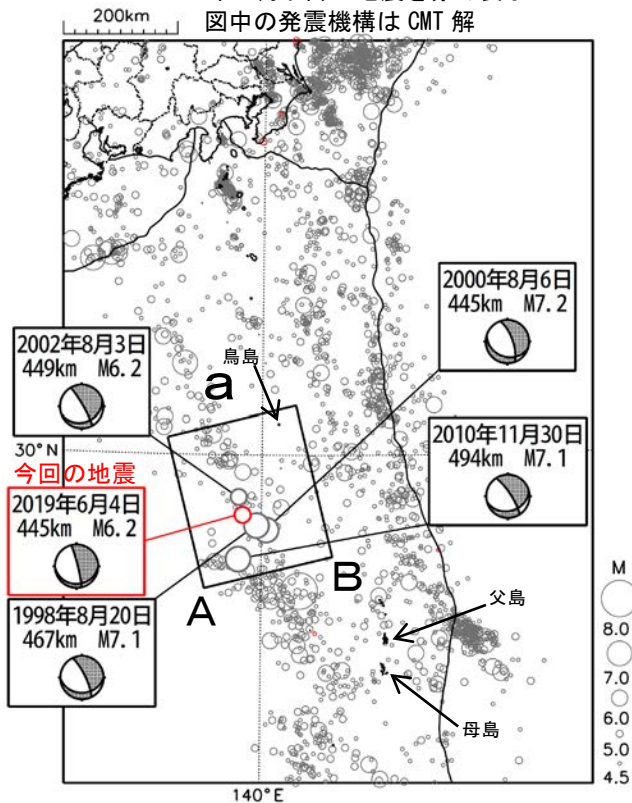 図中の発震機構は CMT 解
200km
2000年8月6日
445km M7.2
2002年8月3日
449km M6.2
鳥島
a
30°N
2010年11月30日
494km M7.1
今回の地震
2019年6月4日
445km M6.2
A
B
1998年8月20日
467km M7.1
父島
母島
M
8.0
7.0
6.0
5.0
4.5
140°E